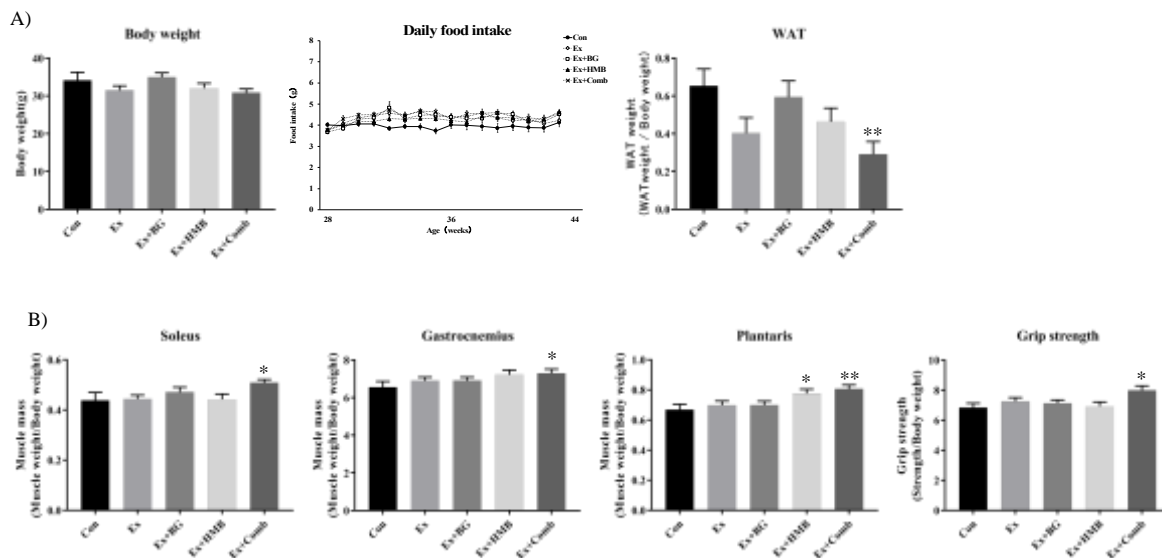 A)
Body weight
Body weight(g)
40
30
20
10
0
Con
Ex
Ex+BG
Ex+HMB
Ex+Comb
Daily food intake
Con
Ex
Ex+BG
Ex+HMB
Ex+Comb
Food intake (g)
8
7
6
5
4
3
2
1
0
28
36
44
Age (weeks)
WAT
WAT weight
(WATweight / Body weight)
0.8
0.6
0.4
0.2
0.0
**
Con
Ex
Ex+BG
Ex+HMB
Ex+Comb
B)
Soleus
Muscle mass
(Muscle weight/Body weight)
0.6
0.4
0.2
0.0
*
Con
Ex
Ex+BG
Ex+HMB
Ex+Comb
Gastrocnemius
Muscle mass
(Muscle weight/Body weight)
8
6
4
2
0
*
Con
Ex
Ex+BG
Ex+HMB
Ex+Comb
Plantaris
Muscle mass
(Muscle weight/Body weight)
1.0
0.8
0.6
0.4
0.2
0.0
*
**
Con
Ex
Ex+BG
Ex+HMB
Ex+Comb
Grip strength
Grip strength
(Strength/Body weight)
10
8
6
4
2
0
*
Con
Ex
Ex+BG
Ex+HMB
Ex+Comb